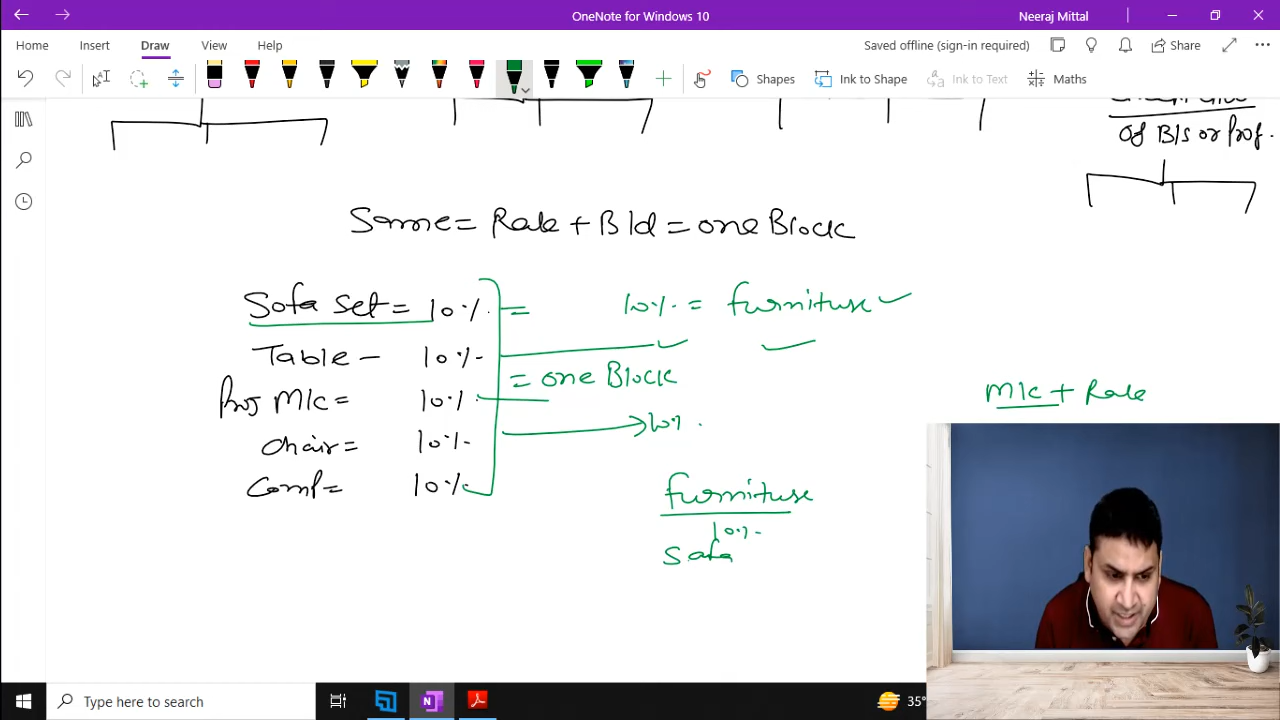 OneNote for Windows 10
Neeraj Mittal
Home Insert Draw View Help
Saved offline (sign in required)
Share
Shapes
Ink to Shape
Ink to Text
Maths
Of B/s or Prof.
Same = Rate + Bld = one Block
Sofa set = 10%. = 10%. = furniture
Table - 10%
= one Block
M/c = 10%
M/c + Rate
chair = 10%
10%.
Comp = 10%
furniture
10%
Sofa
Type here to search
35°